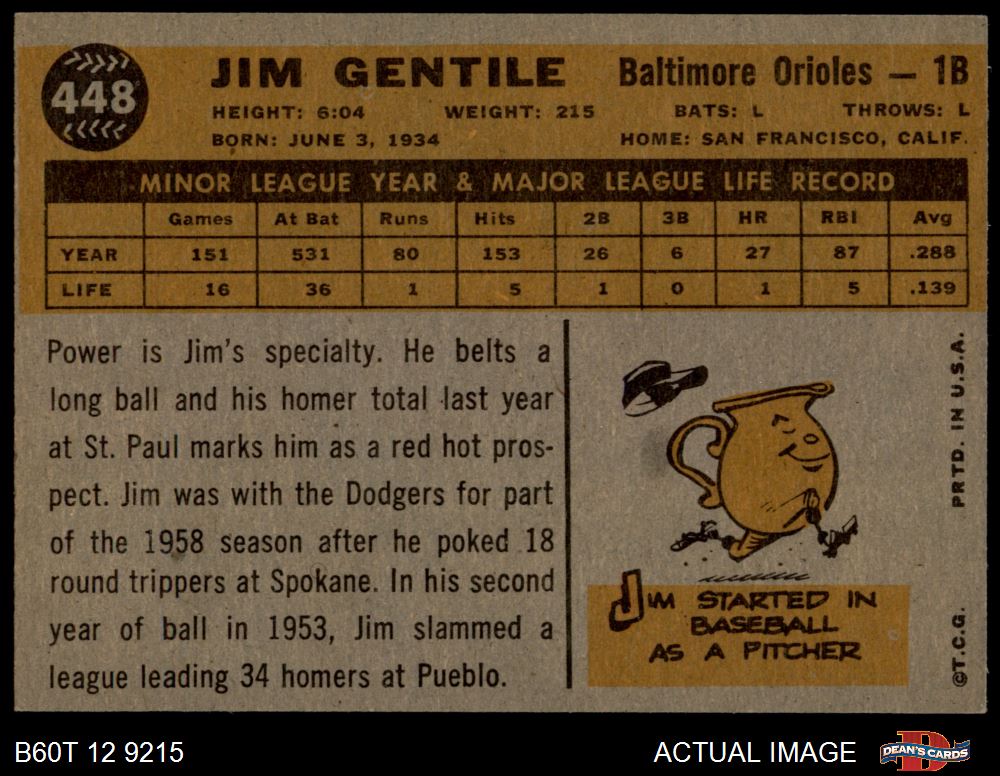 448
JIM GENTILE
Baltimore Orioles — 1B
HEIGHT: 6:04 WEIGHT: 215 BATS: L THROWS: L
BORN: JUNE 3, 1934 HOME: SAN FRANCISCO, CALIF.
MINOR LEAGUE YEAR & MAJOR LEAGUE LIFE RECORD
Games At Bat Runs Hits 2B 3B HR RBI Avg
YEAR 151 531 80 153 26 6 27 87 .288
LIFE 16 36 1 5 1 0 1 5 .139
Power is Jim's specialty. He belts a
long ball and his homer total last year
at St. Paul marks him as a red hot pros-
pect. Jim was with the Dodgers for part
of the 1958 season after he poked 18
round trippers at Spokane. In his second
year of ball in 1953, Jim slammed a
league leading 34 homers at Pueblo.
JIM STARTED IN
BASEBALL
AS A PITCHER
PRTD. IN U.S.A.
©T.C.G.
B60T 12 9215
ACTUAL IMAGE
DEAN'S CARDS